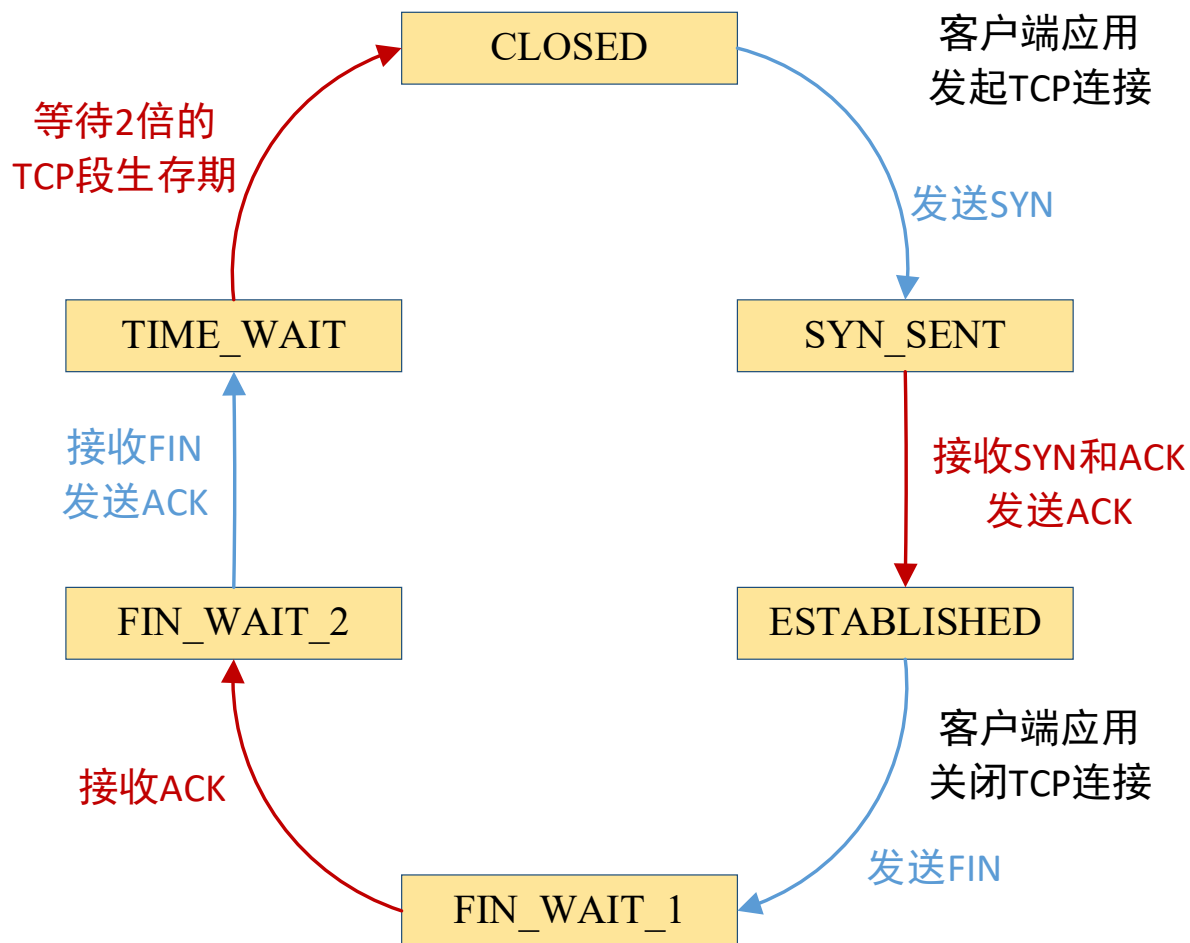 CLOSED
客户端应用
发起TCP连接
等待2倍的
TCP段生存期
发送SYN
TIME_WAIT
SYN_SENT
接收FIN
发送ACK
接收SYN和ACK
发送ACK
FIN_WAIT_2
ESTABLISHED
客户端应用
关闭TCP连接
接收ACK
发送FIN
FIN_WAIT_1